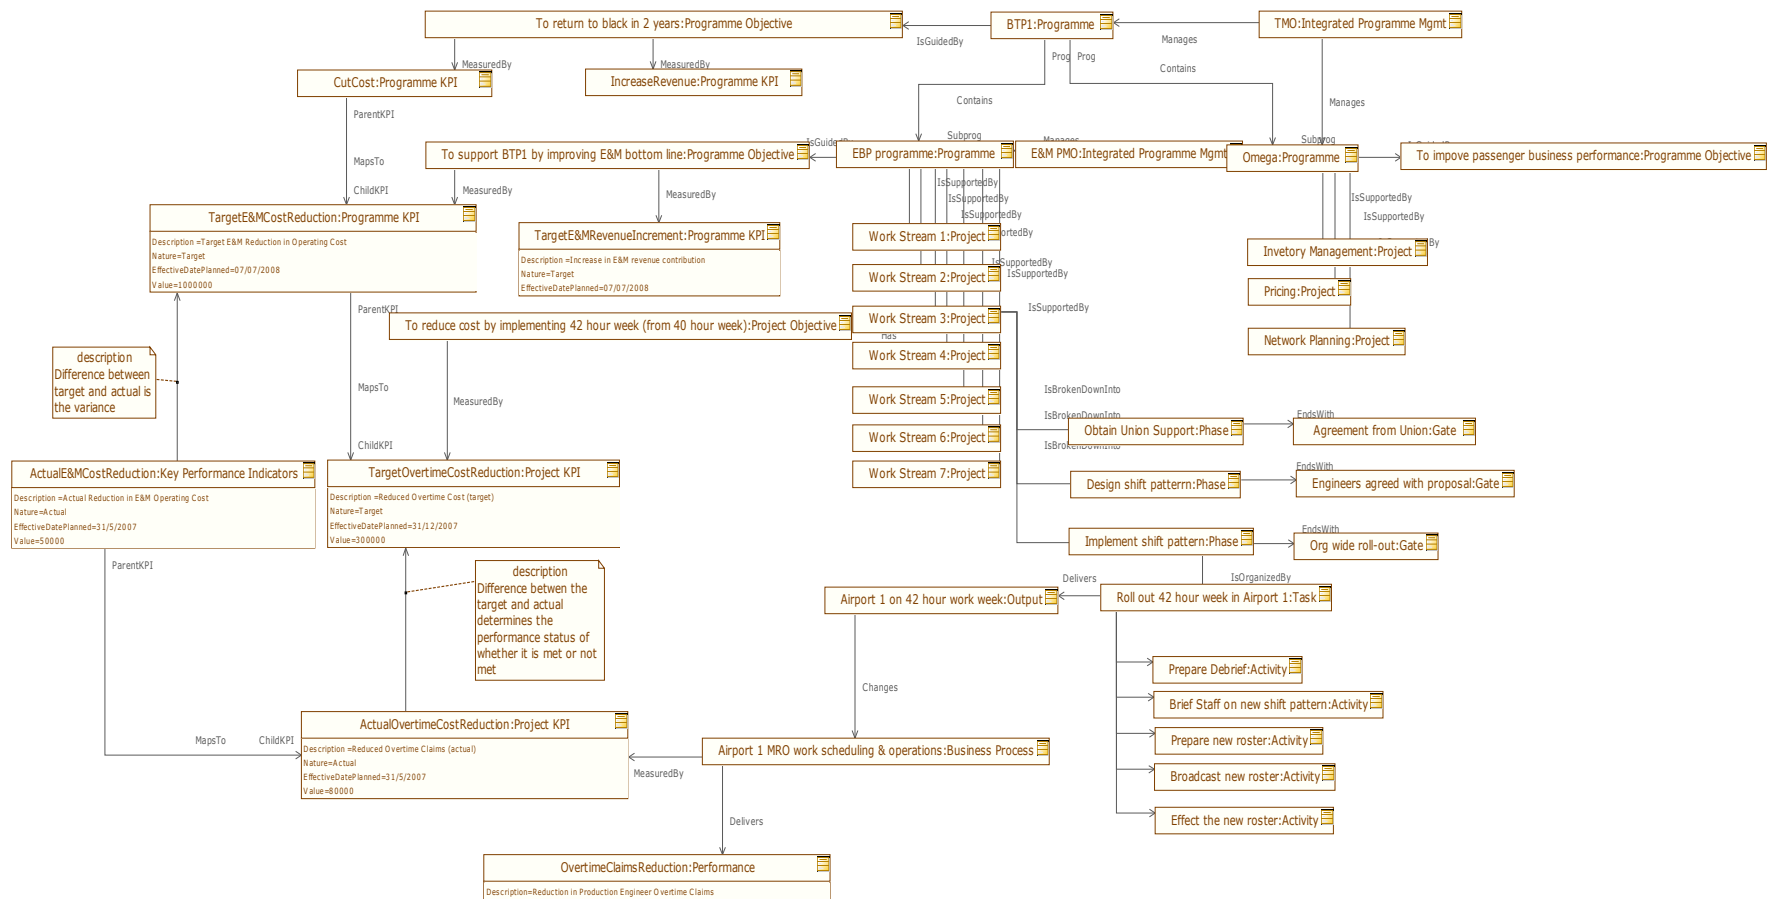 To return to black in 2 years:Programme Objective
BTP1:Programme
TMO:Integrated Programme Mgmt
IsGuidedBy
Manages
MeasuredBy
MeasuredBy
Prog
Prog
Contains
CutCost:Programme KPI
IncreaseRevenue:Programme KPI
Contains
Manages
ParentKPI
MapsTo
ChildKPI
Subprog
Manages
Subprog
To support BTP1 by improving E&M bottom line:Programme Objective
EBP programme:Programme
E&M PMO:Integrated Programme Mgmt
Omega:Programme
To impove passenger business performance:Programme Objective
MeasuredBy
MeasuredBy
IsSupportedBy
IsSupportedBy
IsSupportedBy
IsSupportedBy
IsSupportedBy
TargetE&MCostReduction:Programme KPI
Description =Target E&M Reduction in Operating Cost
Nature=Target
EffectiveDatePlanned=07/07/2008
Value=1000000
TargetE&MRevenueIncrement:Programme KPI
Description =Increase in E&M revenue contribution
Nature=Target
EffectiveDatePlanned=07/07/2008
Work Stream 1:Project
Work Stream 2:Project
IsSupportedBy
IsSupportedBy
IsSupportedBy
Invetory Management:Project
Pricing:Project
Network Planning:Project
ParentKPI
To reduce cost by implementing 42 hour week (from 40 hour week):Project Objective
Has
Work Stream 3:Project
Work Stream 4:Project
Work Stream 5:Project
Work Stream 6:Project
Work Stream 7:Project
description
Difference between
target and actual is
the variance
MapsTo
MeasuredBy
ChildKPI
IsBrokenDownInto
IsBrokenDownInto
IsBrokenDownInto
Obtain Union Support:Phase
EndsWith
Agreement from Union:Gate
Design shift patterrn:Phase
EndsWith
Engineers agreed with proposal:Gate
Implement shift pattern:Phase
EndsWith
Org wide roll-out:Gate
ActualE&MCostReduction:Key Performance Indicators
Description =Actual Reduction in E&M Operating Cost
Nature=Actual
EffectiveDatePlanned=31/5/2007
Value=50000
TargetOvertimeCostReduction:Project KPI
Description =Reduced Overtime Cost (target)
Nature=Target
EffectiveDatePlanned=31/12/2007
Value=300000
ParentKPI
description
Difference betwen the
target and actual
determines the
performance status of
whether it is met or not
met
IsOrganizedBy
Delivers
Airport 1 on 42 hour work week:Output
Roll out 42 hour week in Airport 1:Task
Prepare Debrief:Activity
Brief Staff on new shift pattern:Activity
Prepare new roster:Activity
Broadcast new roster:Activity
Effect the new roster:Activity
Changes
MapsTo
ChildKPI
ActualOvertimeCostReduction:Project KPI
Description =Reduced Overtime Claims (actual)
Nature=Actual
EffectiveDatePlanned=31/5/2007
Value=80000
Airport 1 MRO work scheduling & operations:Business Process
MeasuredBy
Delivers
OvertimeClaimsReduction:Performance
Description=Reduction in Production Engineer Overtime Claims